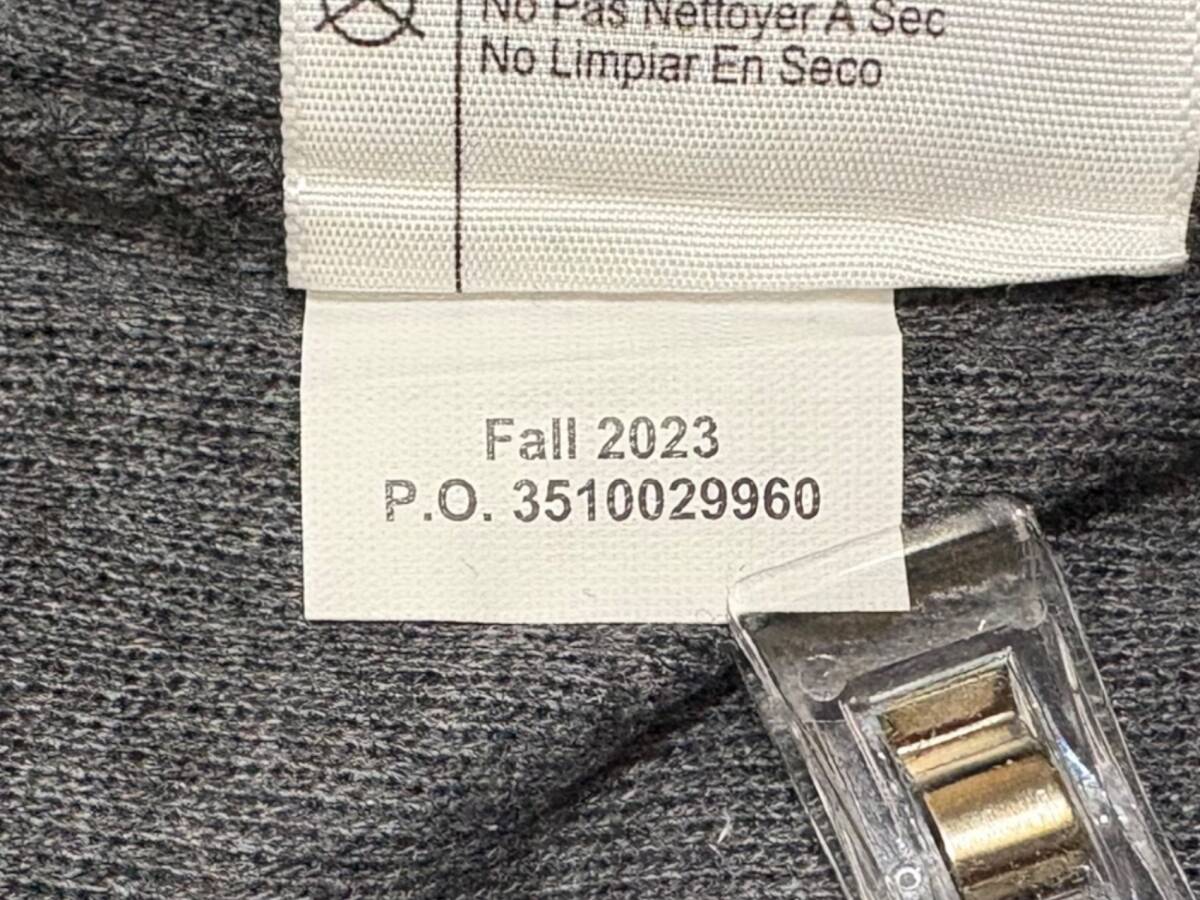 No Pas Nettoyer A Sec
No Limpiar En Seco
Fall 2023
P.O. 3510029960